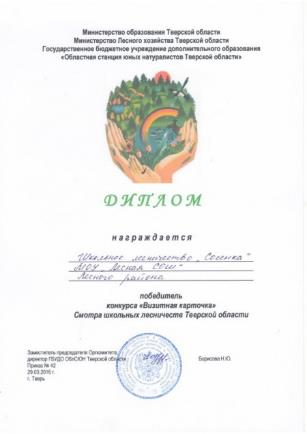 Министерство образования Тверской области
Министерство Лесного хозяйства Тверской области
Государственное бюджетное учреждение дополнительного образования
«Областная станция юных натуралистов Тверской области»
ДИПЛОМ
награждается
Школьное лесничество „Сосенка"
МОУ „Лесная СОШ"
Лесного района
победитель
конкурса «Визитная карточка»
Смотра школьных лесничеств Тверской области
Заместитель председателя Оргкомитета,
директор ГБУДО ОблСЮН Тверской области
Борисова Н.Ю.
Приказ № 42
29.03.2016 г.
г. Тверь